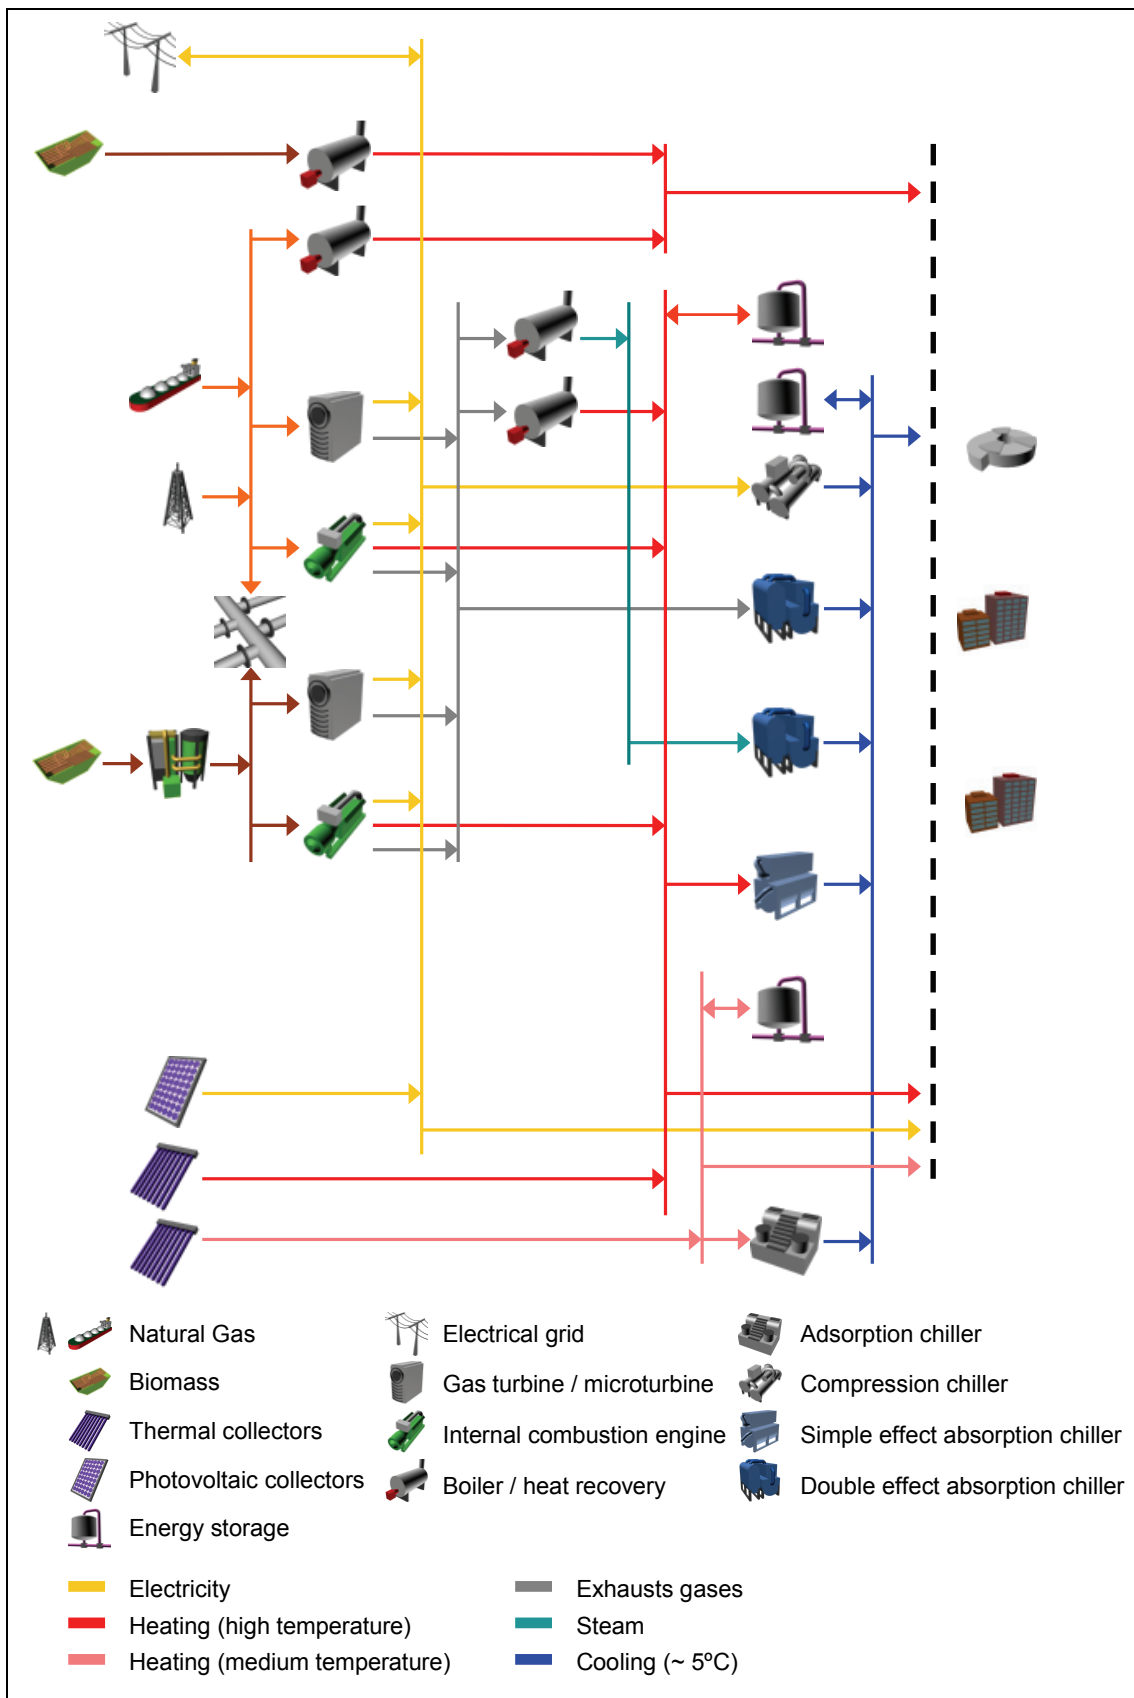 Natural Gas
Biomass
Thermal collectors
Photovoltaic collectors
Energy storage
Electrical grid
Gas turbine / microturbine
Internal combustion engine
Boiler / heat recovery
Adsorption chiller
Compression chiller
Simple effect absorption chiller
Double effect absorption chiller
Electricity
Heating (high temperature)
Heating (medium temperature)
Exhausts gases
Steam
Cooling (~ 5ºC)